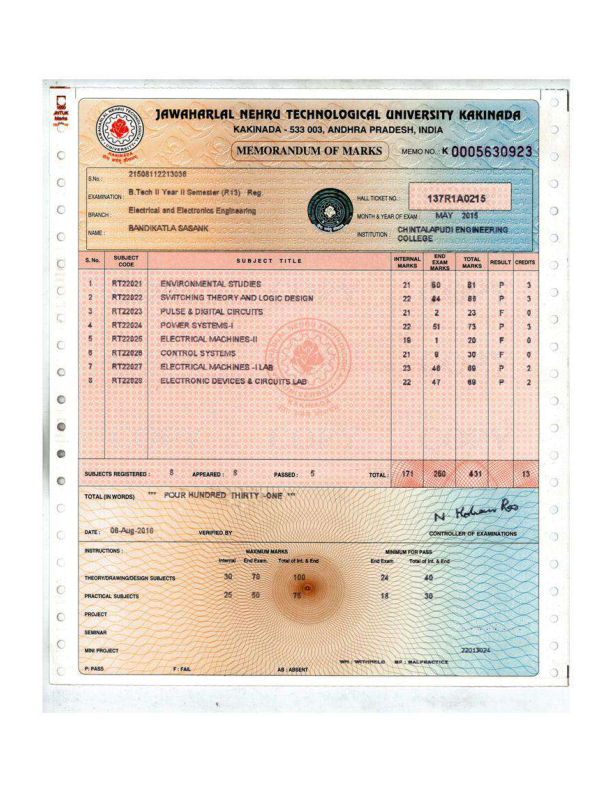 JAWAHARLAL NEHRU TECHNOLOGICAL UNIVERSITY KAKINADA
KAKINADA - 533 003, ANDHRA PRADESH, INDIA
MEMORANDUM OF MARKS
MEMO NO. K 0005630923
S.No. : 21508112213036
EXAMINATION : B.Tech II Year II Semester (R13) Reg
HALL TICKET NO. : 137R1A0215
BRANCH : Electrical and Electronics Engineering
MONTH & YEAR OF EXAM : MAY 2015
NAME : BANDIKATLA SASANK
INSTITUTION : CHINTALAPUDI ENGINEERING COLLEGE
S. No. SUBJECT CODE SUBJECT TITLE INTERNAL MARKS END EXAM MARKS TOTAL MARKS RESULT CREDITS
1 RT22021 ENVIRONMENTAL STUDIES 21 60 81 P 3
2 RT22022 SWITCHING THEORY AND LOGIC DESIGN 22 44 66 P 3
3 RT22023 PULSE & DIGITAL CIRCUITS 21 2 23 F 0
4 RT22024 POWER SYSTEMS-I 22 51 73 P 3
5 RT22025 ELECTRICAL MACHINES-II 19 1 20 F 0
6 RT22026 CONTROL SYSTEMS 21 9 30 F 0
7 RT22027 ELECTRICAL MACHINES -I LAB 23 46 69 P 2
8 RT22028 ELECTRONIC DEVICES & CIRCUITS LAB 22 47 69 P 2
SUBJECTS REGISTERED : 8 APPEARED : 8 PASSED : 5 TOTAL : 171 260 431 13
TOTAL (IN WORDS) *** FOUR HUNDRED THIRTY -ONE ***
DATE : 06-Aug-2016 VERIFIED BY CONTROLLER OF EXAMINATIONS
INSTRUCTIONS : MAXIMUM MARKS MINIMUM FOR PASS
Internal End Exam. Total of Int. & End End Exam. Total of Int. & End
THEORY/DRAWING/DESIGN SUBJECTS 30 70 100 24 40
PRACTICAL SUBJECTS 25 50 75 18 30
PROJECT
SEMINAR
MINI PROJECT 22013024
WH : WITHHELD MP : MALPRACTICE
P: PASS F : FAIL AB : ABSENT